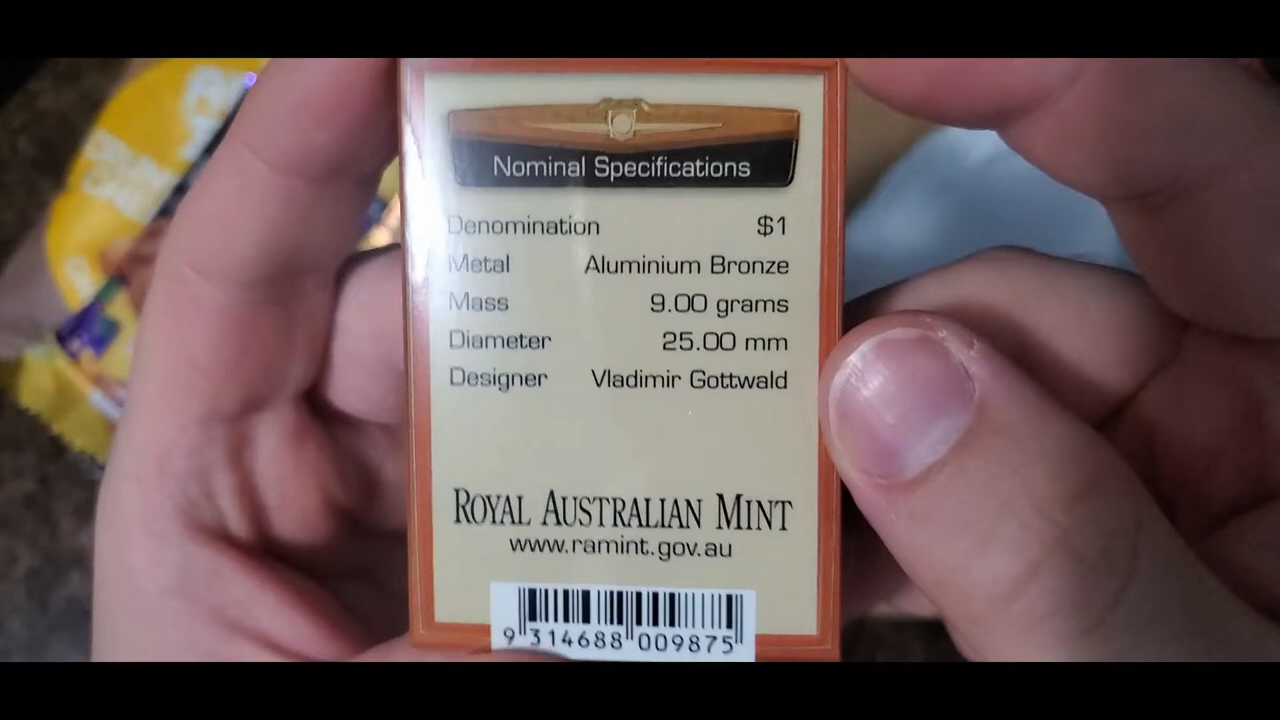 Nominal Specifications
Denomination $1
Metal Aluminium Bronze
Mass 9.00 grams
Diameter 25.00 mm
Designer Vladimir Gottwald
ROYAL AUSTRALIAN MINT
www.ramint.gov.au
9 314688 009875